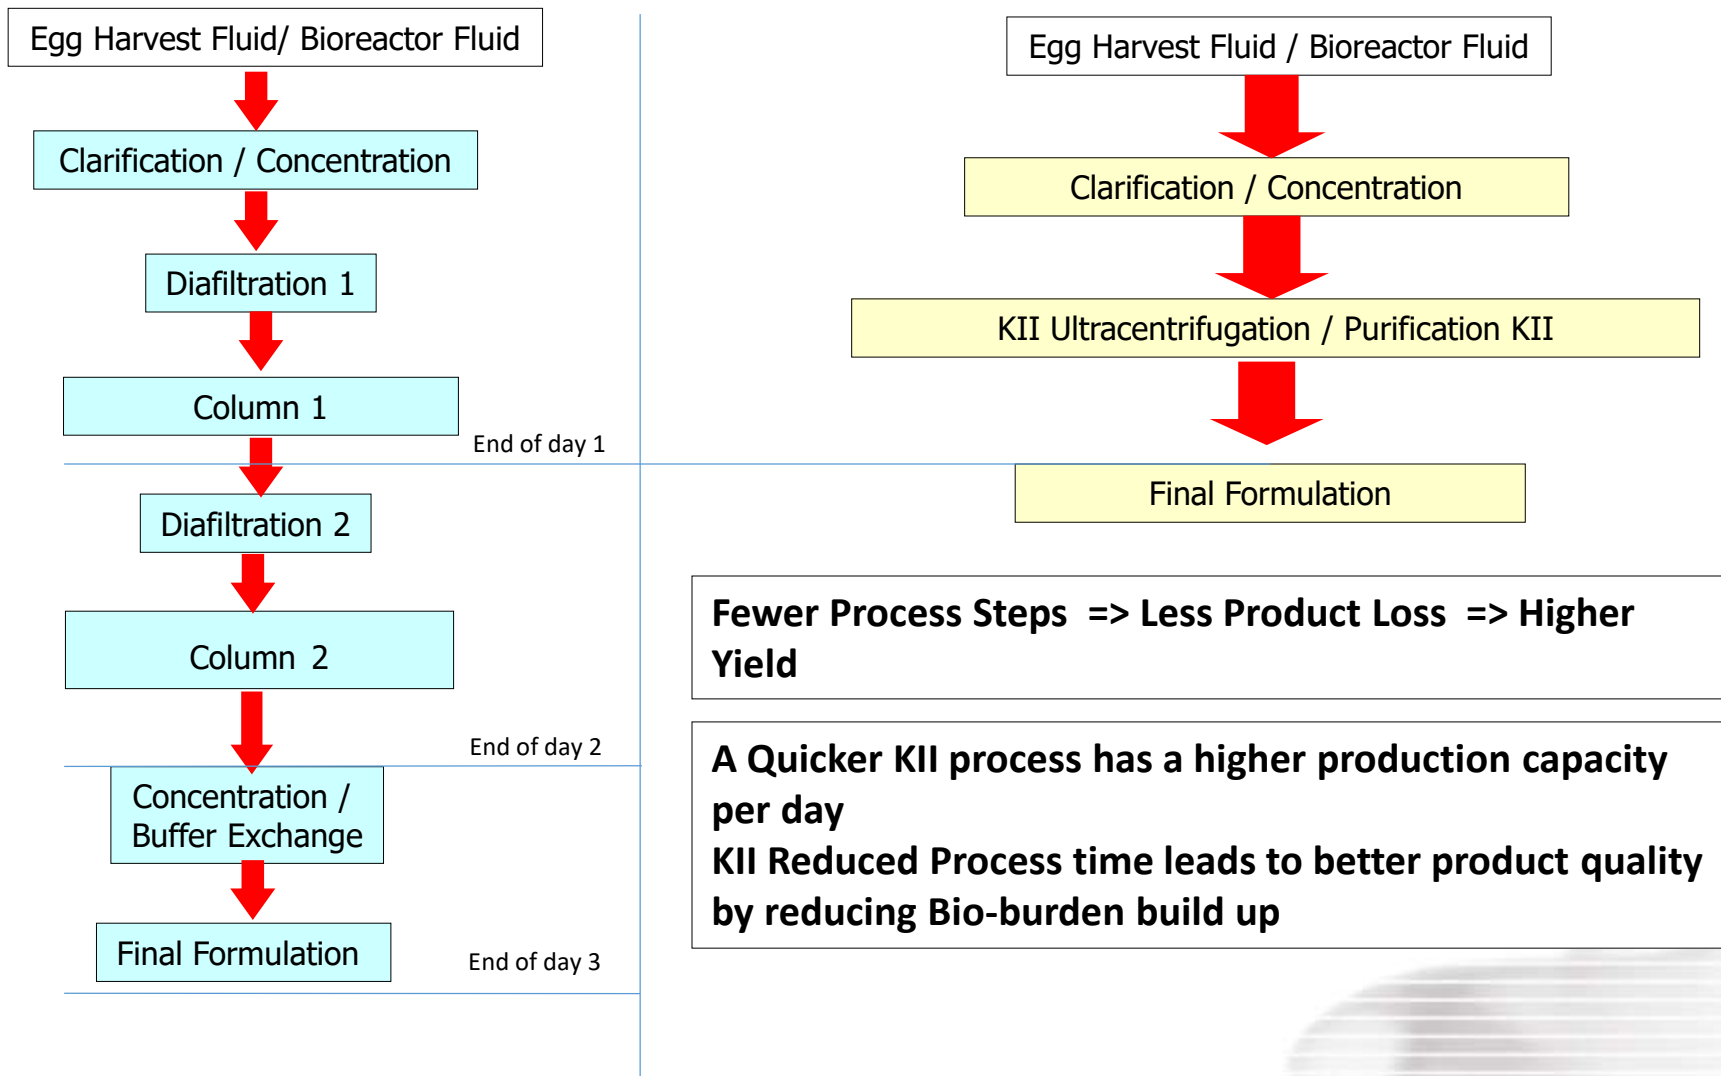 Egg Harvest Fluid/ Bioreactor Fluid
Clarification / Concentration
Diafiltration 1
Column 1
End of day 1
Diafiltration 2
Column 2
End of day 2
Concentration /
Buffer Exchange
Final Formulation
End of day 3
Egg Harvest Fluid / Bioreactor Fluid
Clarification / Concentration
KII Ultracentrifugation / Purification KII
Final Formulation
Fewer Process Steps => Less Product Loss => Higher
Yield
A Quicker KII process has a higher production capacity
per day
KII Reduced Process time leads to better product quality
by reducing Bio-burden build up